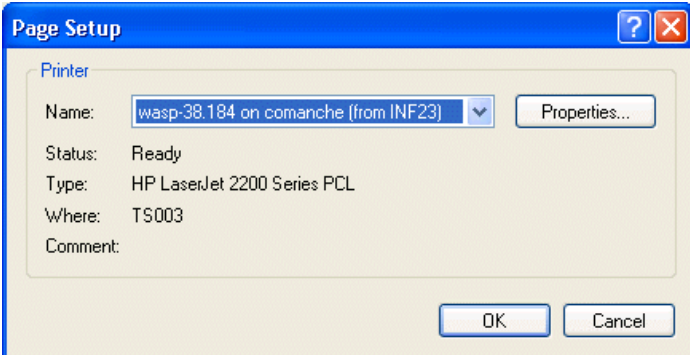 Page Setup
Printer
Name: wasp-38.184 on comanche (from INF23) Properties...
Status: Ready
Type: HP LaserJet 2200 Series PCL
Where: TS003
Comment:
OK Cancel